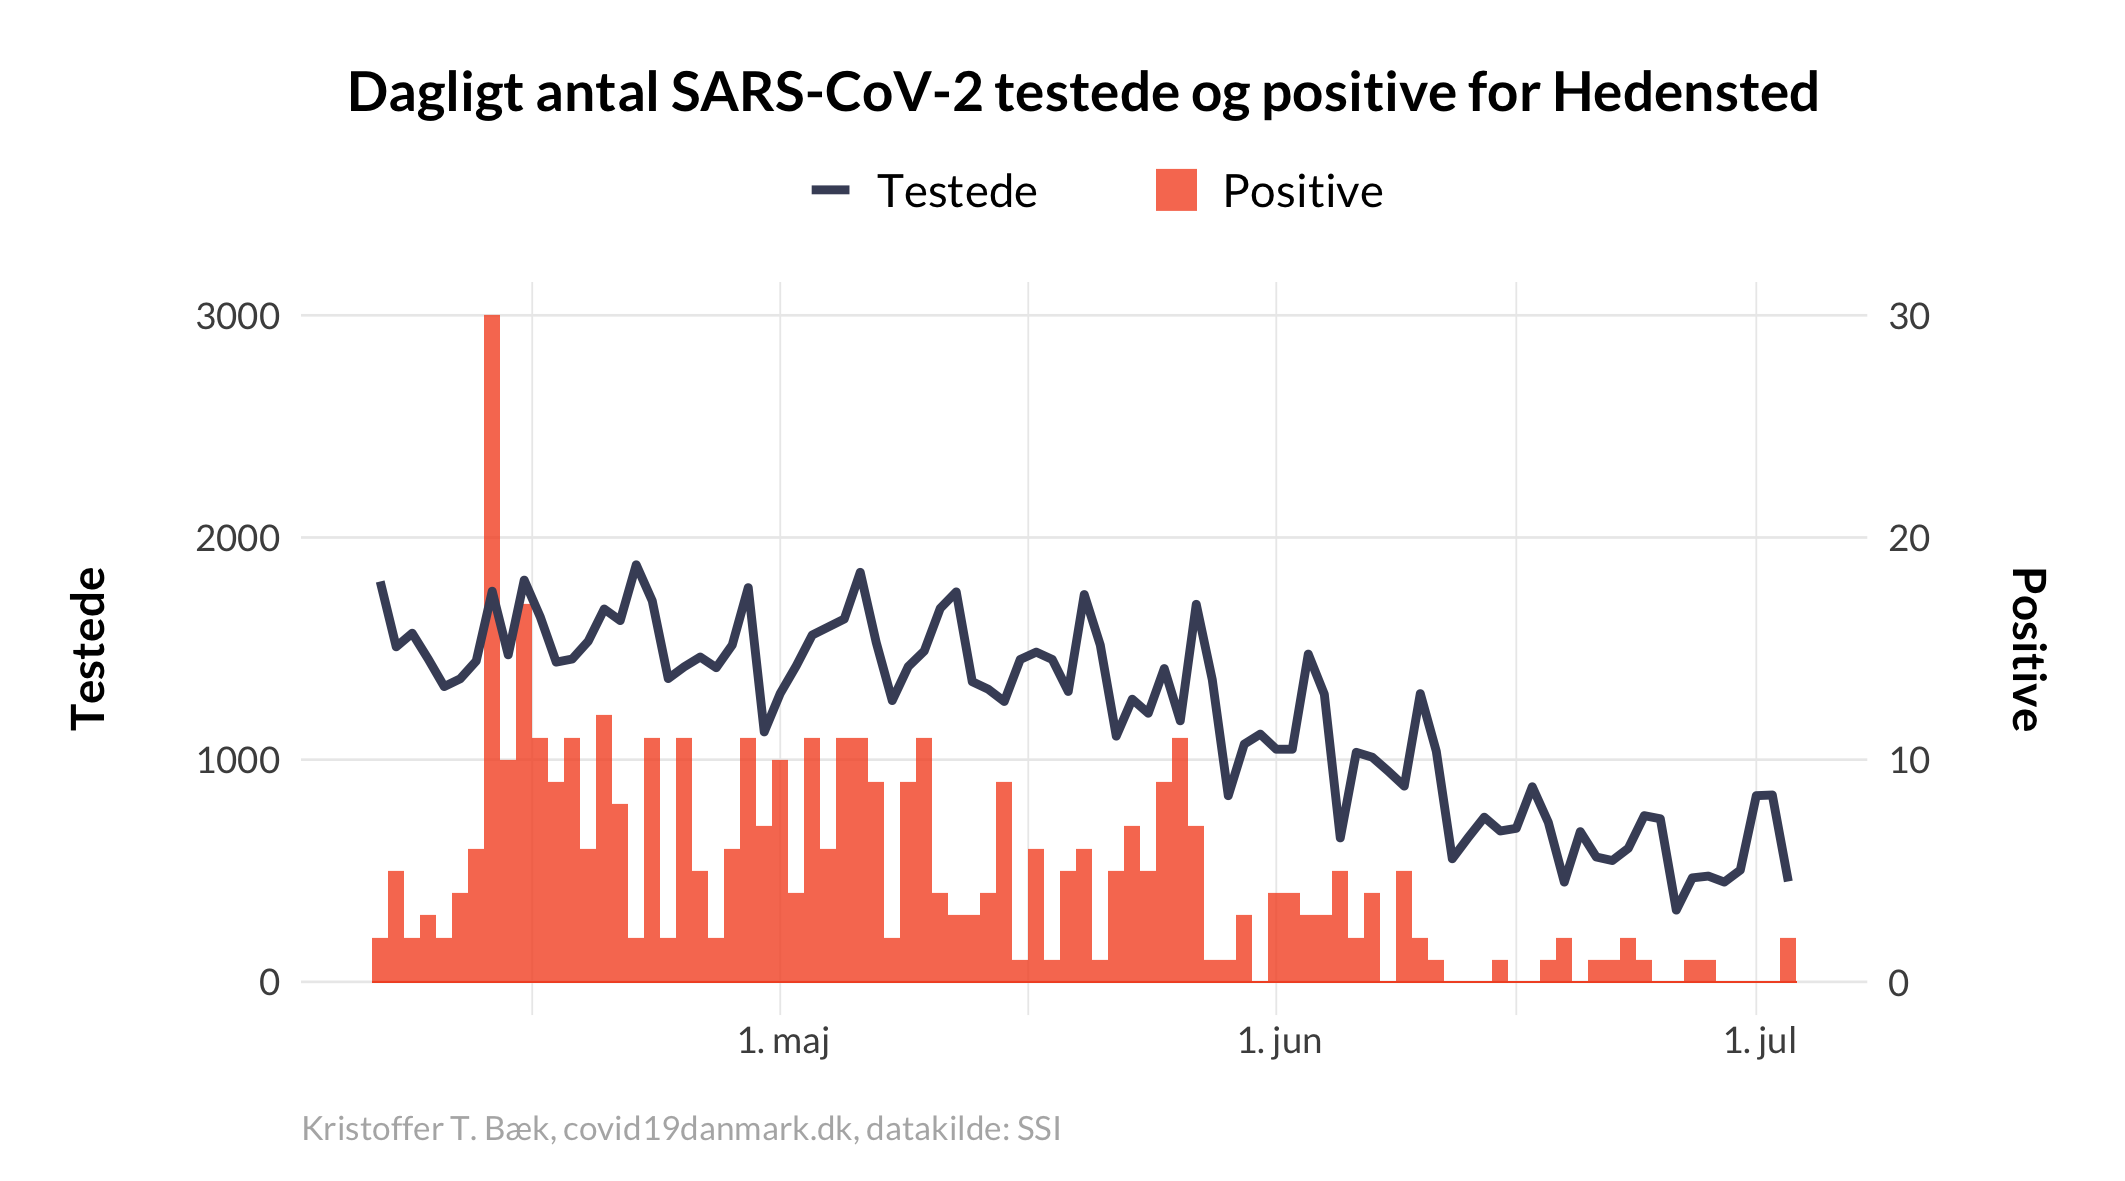 Dagligt antal SARS-CoV-2 testede og positive for Hedensted
Testede
Positive
3000
2000
1000
0
30
20
10
0
Testede
Positive
1. maj
1. jun
1. jul
Kristoffer T. Bæk, covid19danmark.dk, datakilde: SSI